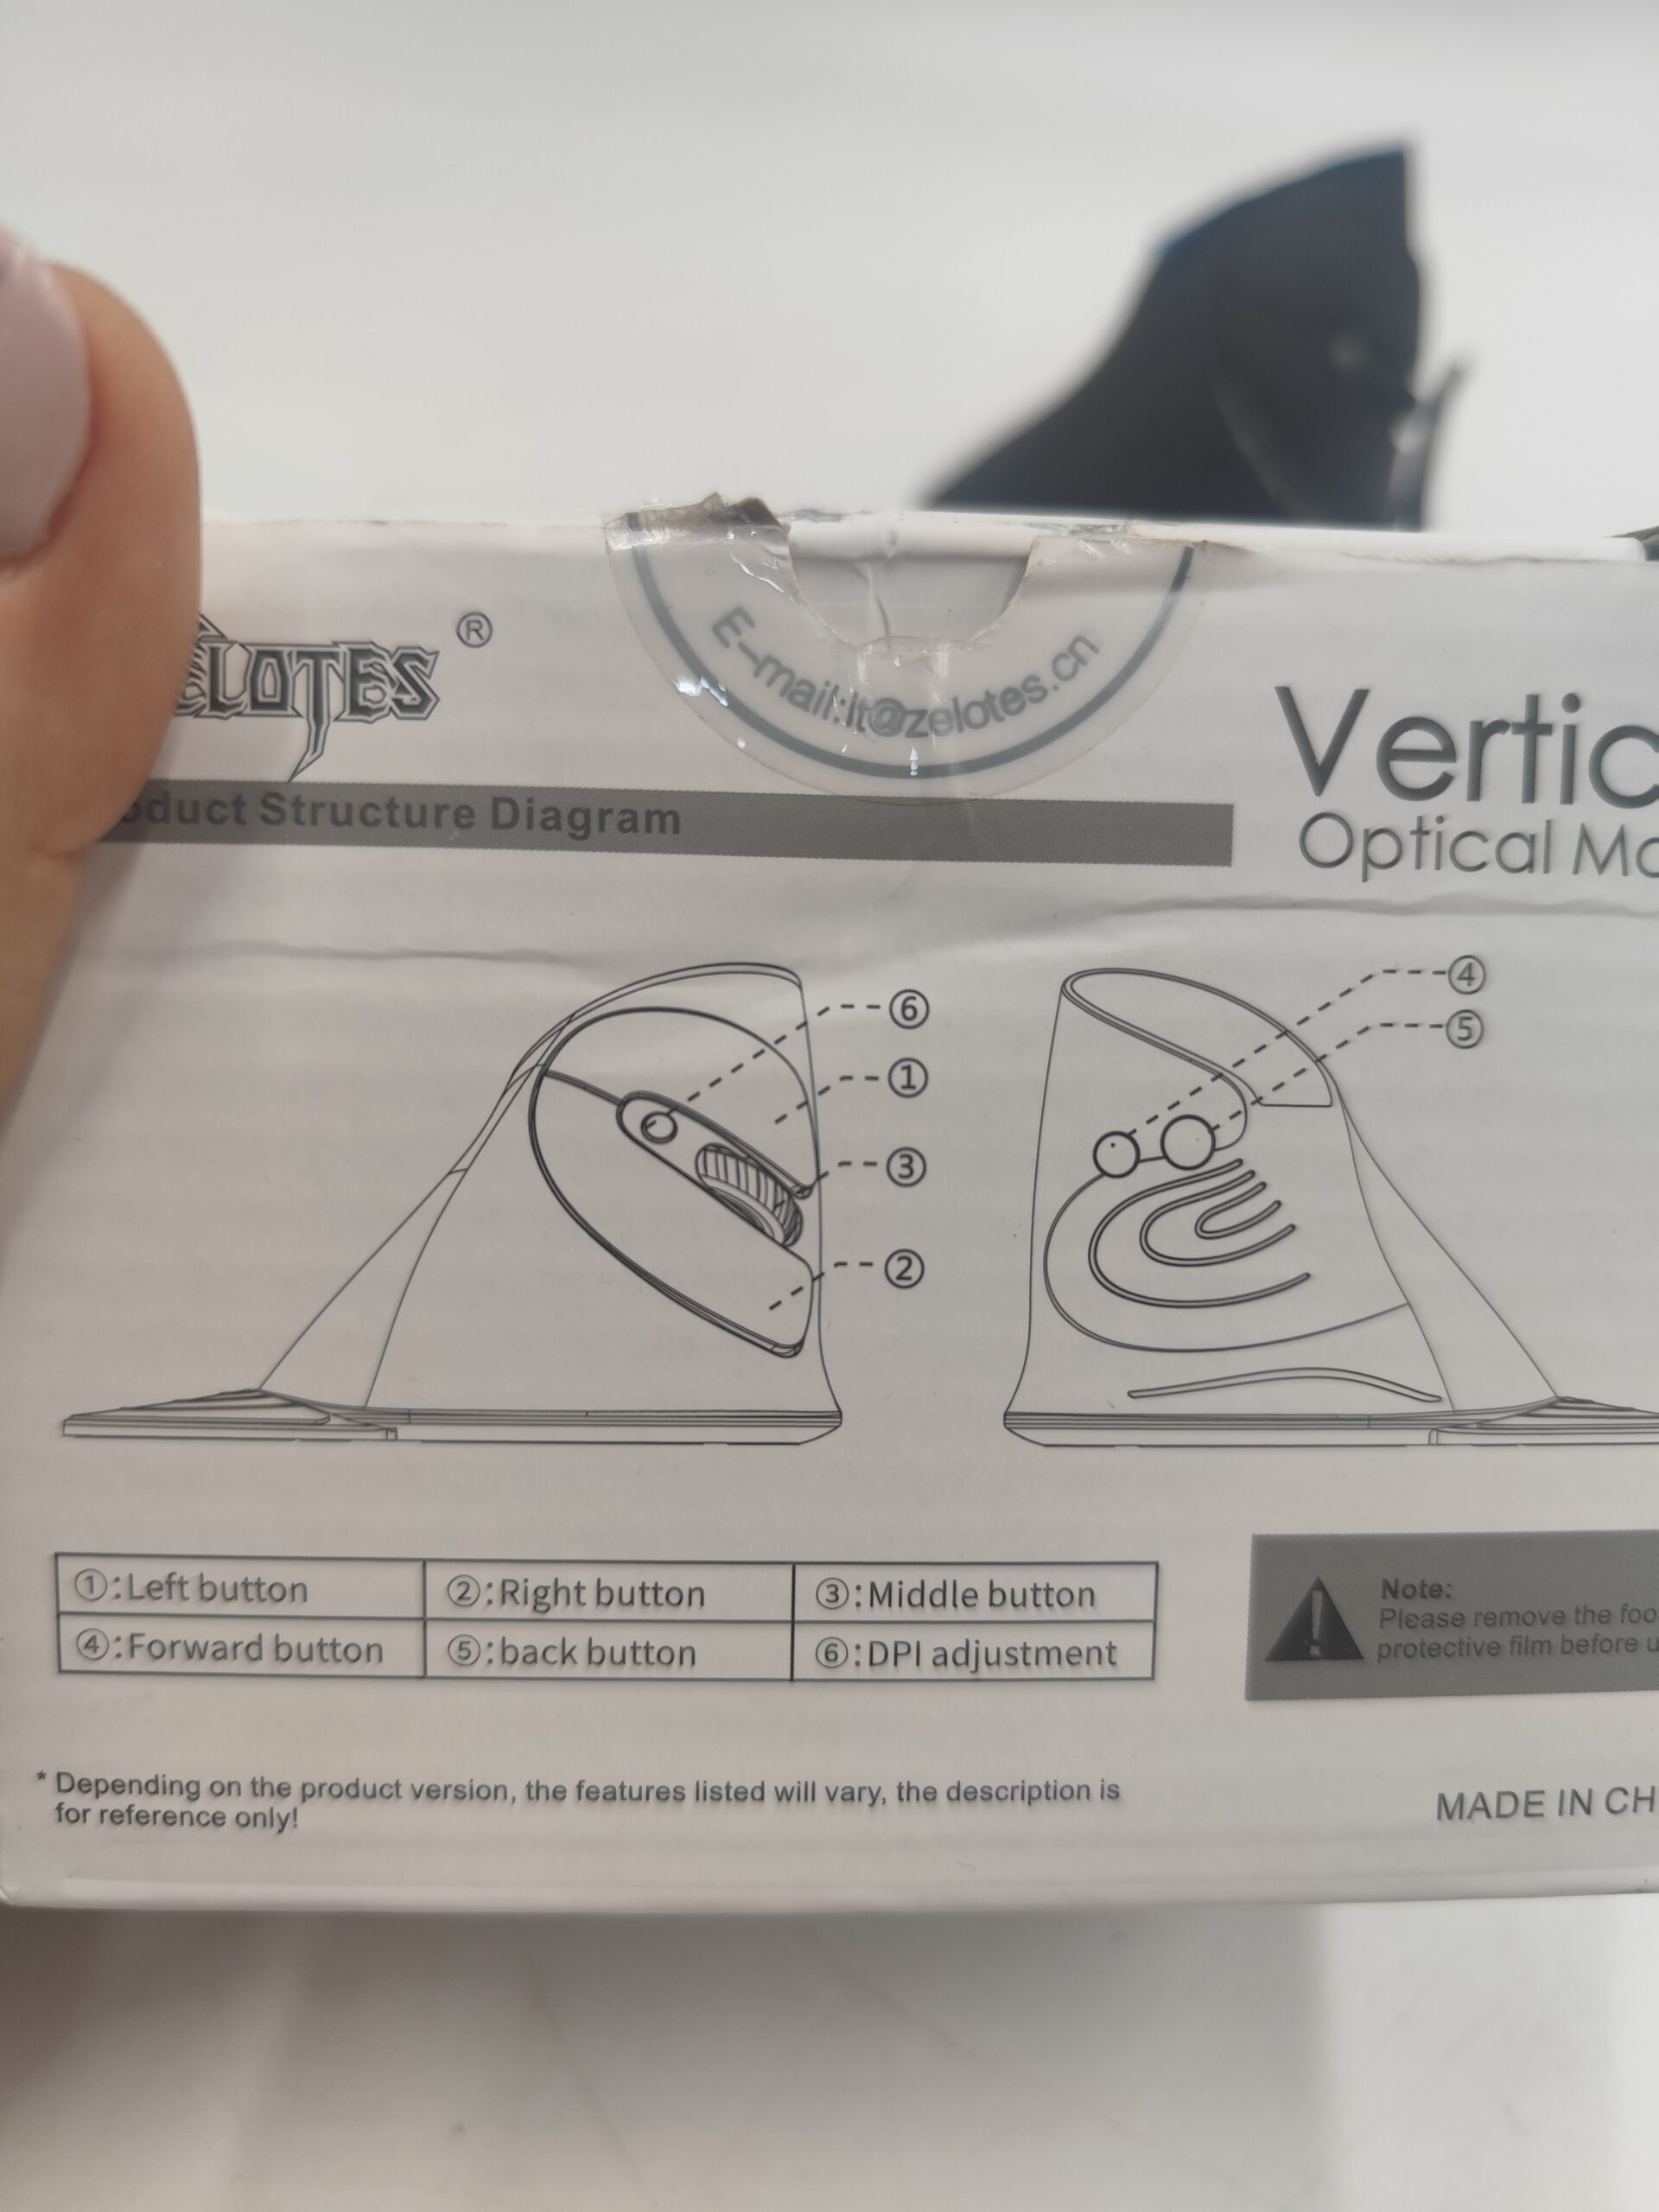 ZELOTES ®
E-mail:lt@zelotes.cn
Vertic
Optical Mo
oduct Structure Diagram
⑥
①
③
②
④
⑤
①:Left button ②:Right button ③:Middle button
④:Forward button ⑤:back button ⑥:DPI adjustment
Note:
Please remove the foo
protective film before u
* Depending on the product version, the features listed will vary, the description is
for reference only!
MADE IN CH